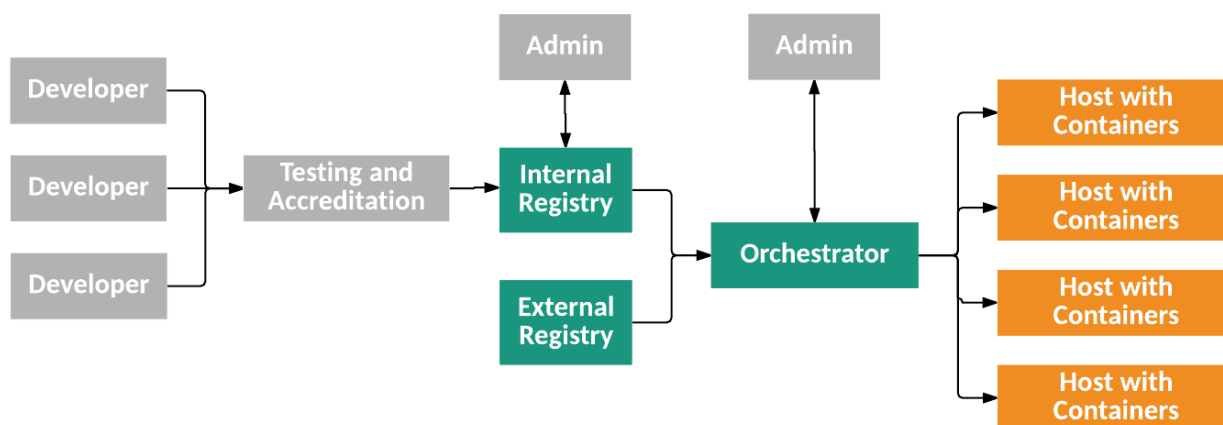 Developer
Developer
Developer
Testing and
Accreditation
Admin
Internal
Registry
External
Registry
Admin
Orchestrator
Host with
Containers
Host with
Containers
Host with
Containers
Host with
Containers